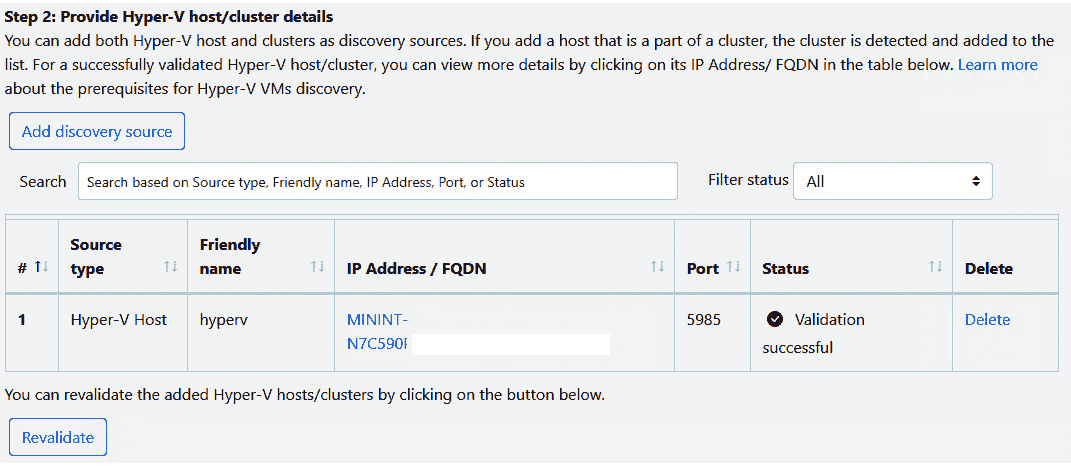 Step 2: Provide Hyper-V host/cluster details
You can add both Hyper-V host and clusters as discovery sources. If you add a host that is a part of a cluster, the cluster is detected and added to the
list. For a successfully validated Hyper-V host/cluster, you can view more details by clicking on its IP Address/ FQDN in the table below. Learn more
about the prerequisites for Hyper-V VMs discovery.
Add discovery source
Search Search based on Source type, Friendly name, IP Address, Port, or Status Filter status All
# Source type Friendly name IP Address / FQDN Port Status Delete
1 Hyper-V Host hyperv MININT- 5985 Validation Delete
successful
You can revalidate the added Hyper-V hosts/clusters by clicking on the button below.
Revalidate